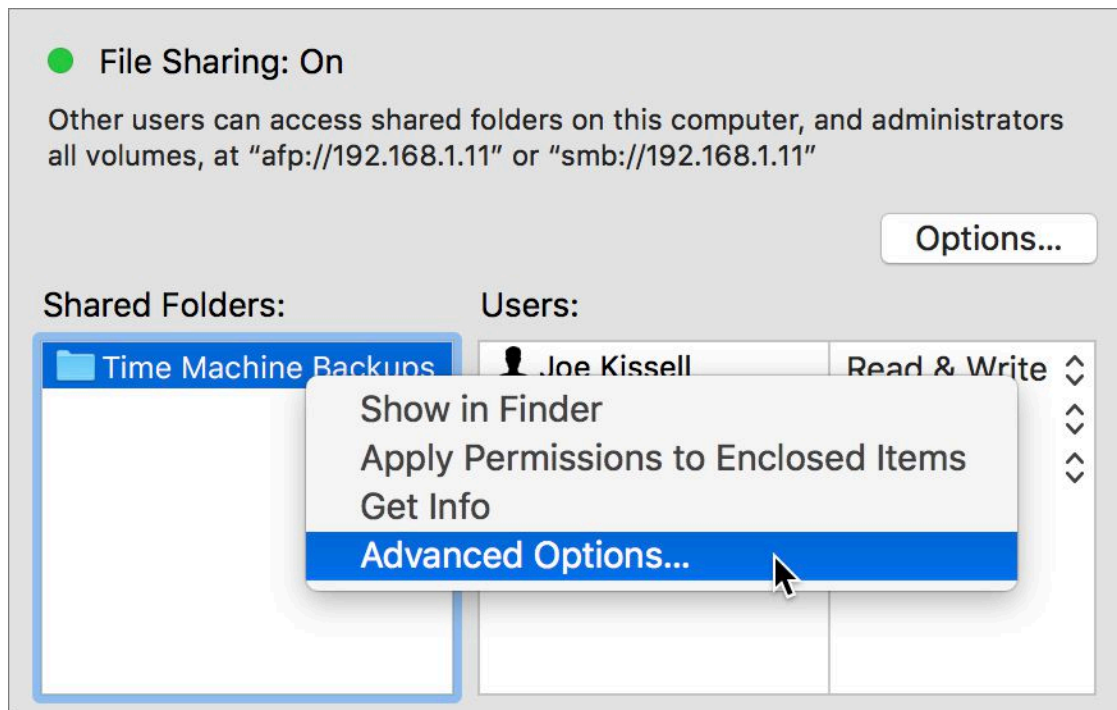 File Sharing: On
Other users can access shared folders on this computer, and administrators
all volumes, at “afp://192.168.1.11” or “smb://192.168.1.11”
Options...
Shared Folders:
Users:
Time Machine Backups
Joe Kissell
Read & Write
Show in Finder
Apply Permissions to Enclosed Items
Get Info
Advanced Options...